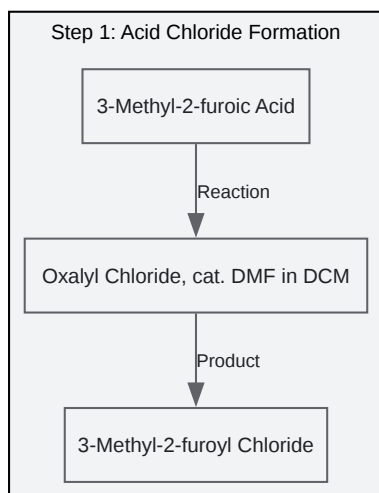 Step 1: Acid Chloride Formation
3-Methyl-2-furoic Acid
Reaction
Oxalyl Chloride, cat. DMF in DCM
Product
3-Methyl-2-furoyl Chloride